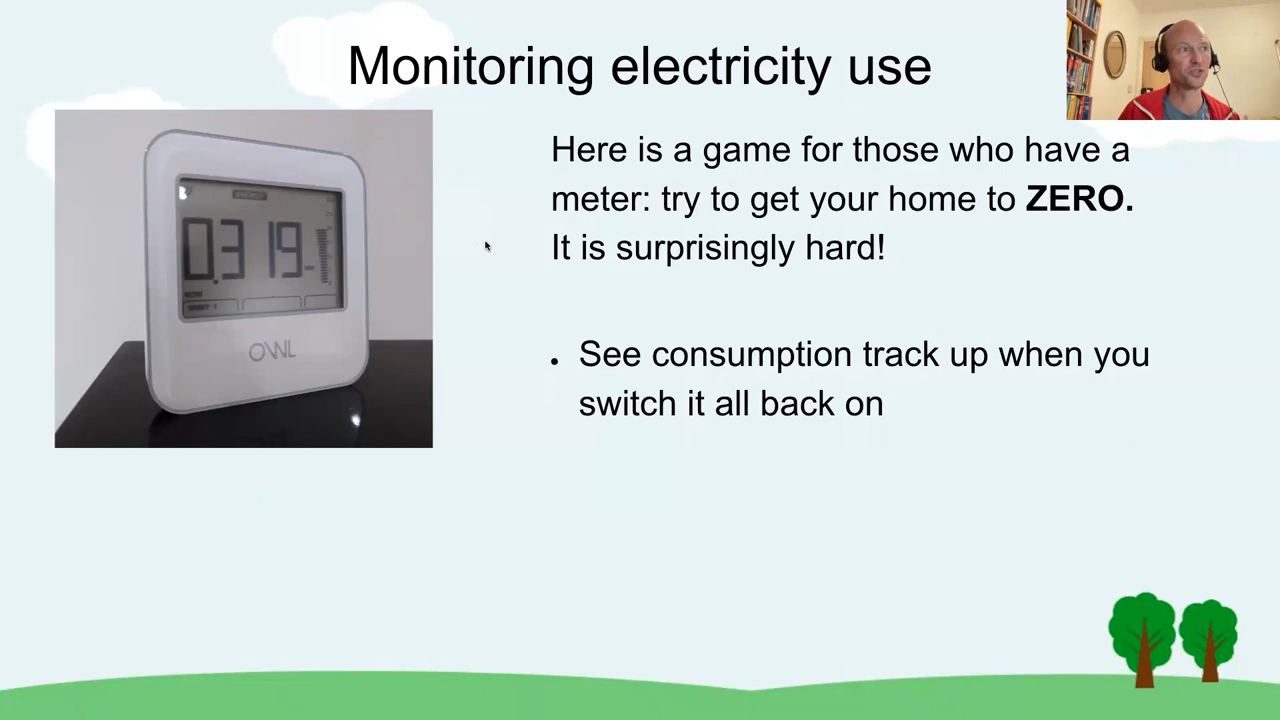 Monitoring electricity use
0.319
OWL
Here is a game for those who have a
meter: try to get your home to ZERO.
It is surprisingly hard!
• See consumption track up when you
switch it all back on